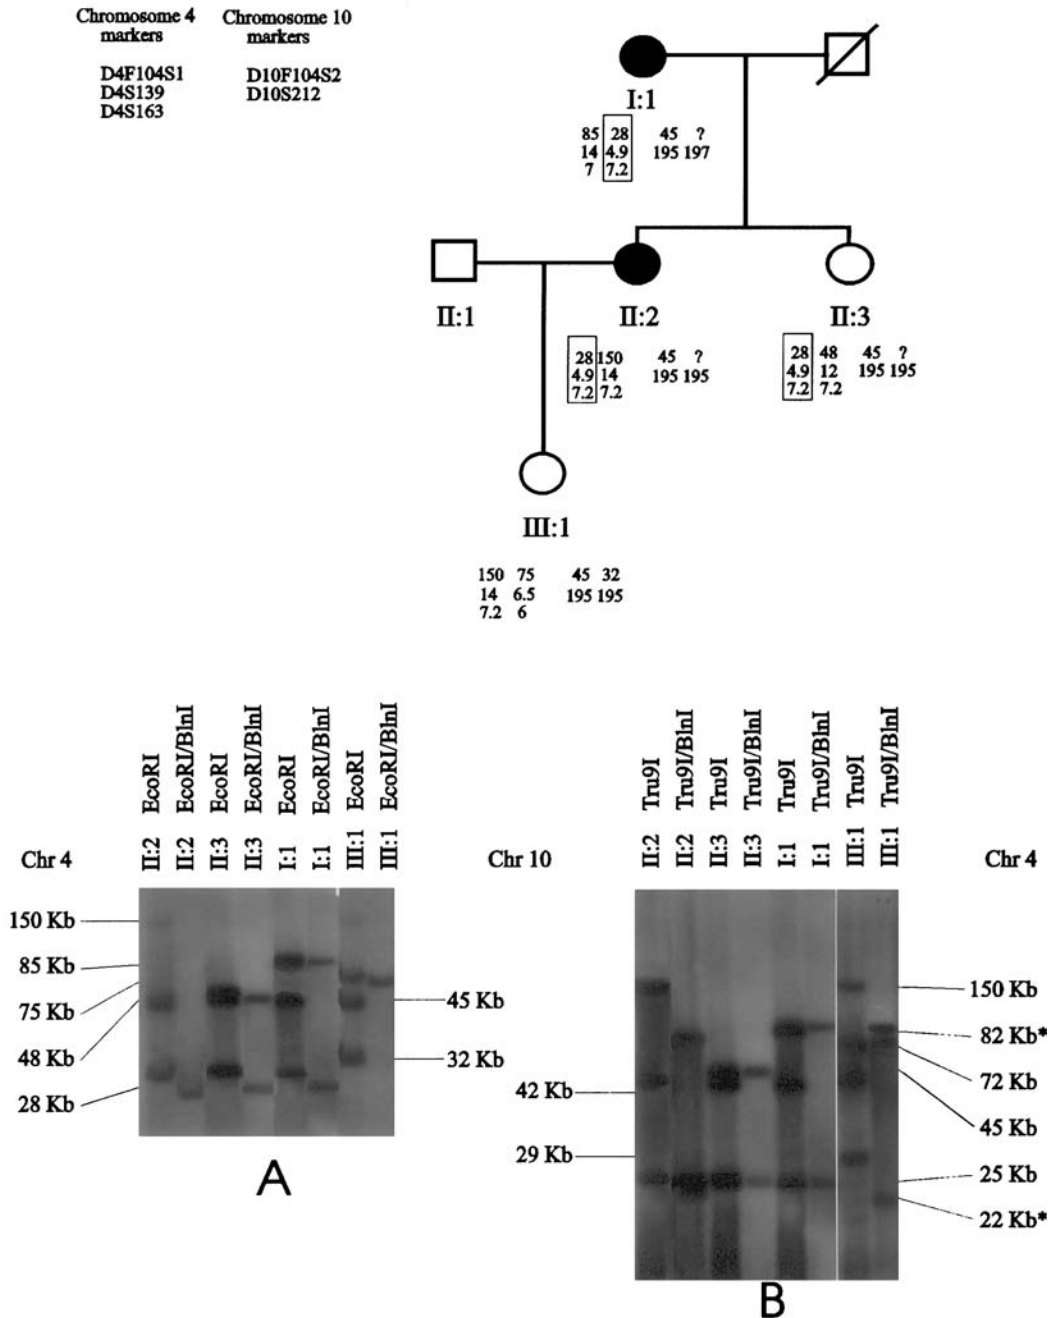 Chromosome 4 Chromosome 10
markers markers
D4F104S1 D10F104S2
D4S139 D10S212
D4S163
I:1
85 28 45 ?
14 4.9 195 197
7 7.2
II:1 II:2 II:3
28 150 45 ?
4.9 14 195 195
7.2 7.2
28 48 45 ?
4.9 12 195 195
7.2 7.2
III:1
150 75 45 32
14 6.5 195 195
7.2 6
II:2 EcoRI
II:2 EcoRI/BlnI
II:3 EcoRI
II:3 EcoRI/BlnI
I:1 EcoRI
I:1 EcoRI/BlnI
III:1 EcoRI
III:1 EcoRI/BlnI
Chr 4
150 Kb
85 Kb
75 Kb
48 Kb
28 Kb
Chr 10
45 Kb
32 Kb
A
II:2 Tru9I
II:2 Tru9I/BlnI
II:3 Tru9I
II:3 Tru9I/BlnI
I:1 Tru9I
I:1 Tru9I/BlnI
III:1 Tru9I
III:1 Tru9I/BlnI
42 Kb
29 Kb
Chr 4
150 Kb
82 Kb*
72 Kb
45 Kb
25 Kb
22 Kb*
B